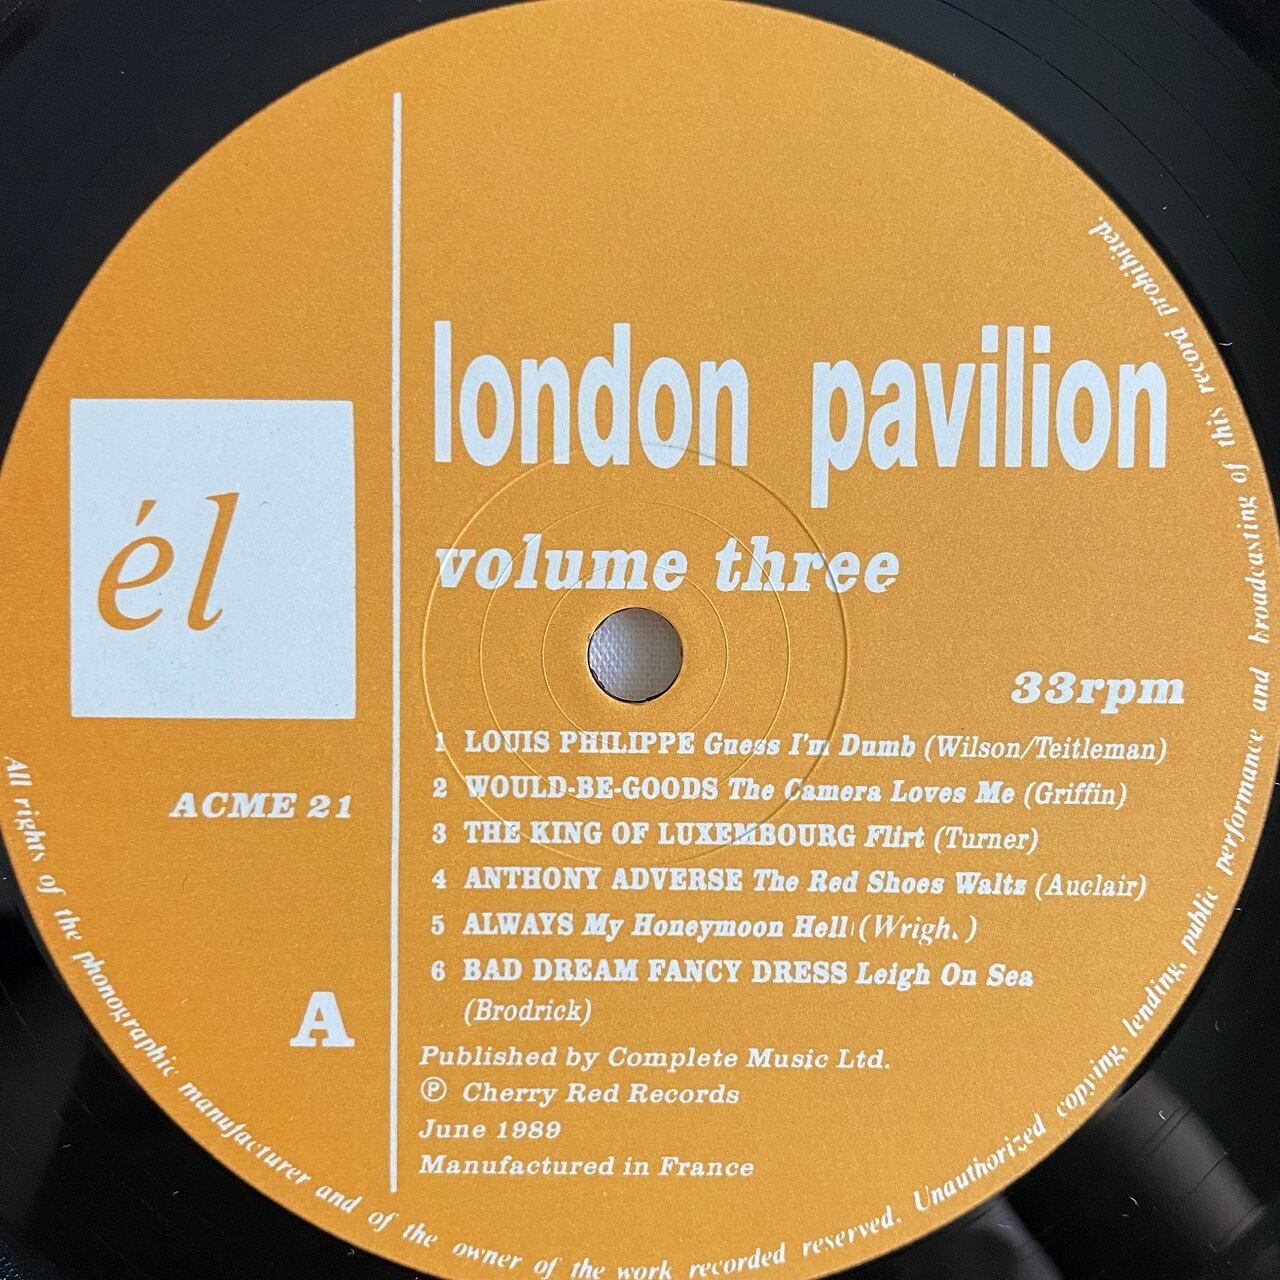 london pavilion
volume three
él
33rpm
1 LOUIS PHILIPPE Guess I'm Dumb (Wilson/Teitleman)
2 WOULD-BE-GOODS The Camera Loves Me (Griffin)
3 THE KING OF LUXEMBOURG Flirt (Turner)
4 ANTHONY ADVERSE The Red Shoes Waltz (Auclair)
5 ALWAYS My Honeymoon Hell
6 BAD DREAM FANCY DRESS Leigh On Sea
(Brodrick)
ACME 21
A
Published by Complete Music Ltd.
Ⓟ Cherry Red Records
June 1989
Manufactured in France
All rights of the phonographic manufacturer and of the owner of the work recorded reserved. Unauthorized copying, lending, public performance and broadcasting of this record prohibited.